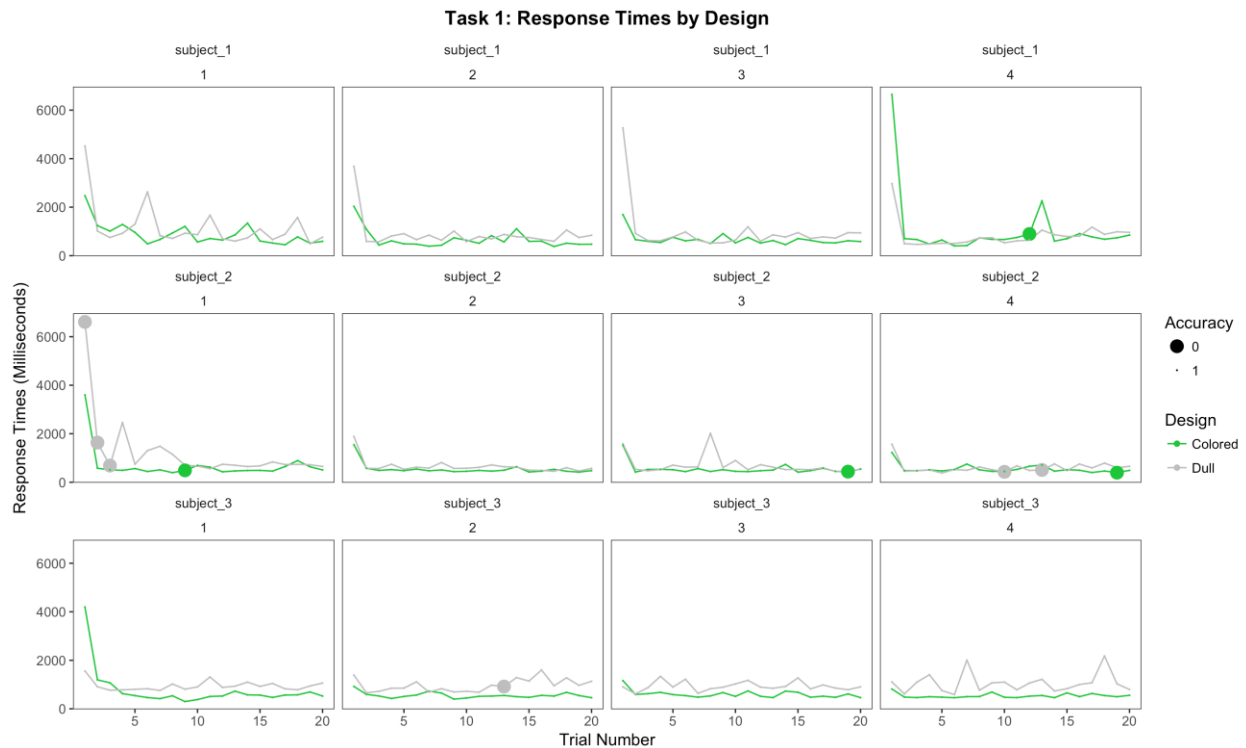 Task 1: Response Times by Design
subject_1 subject_1 subject_1 subject_1
1 2 3 4
6000
4000
2000
0
subject_2 subject_2 subject_2 subject_2
1 2 3 4
6000
4000
2000
0
subject_3 subject_3 subject_3 subject_3
1 2 3 4
6000
4000
2000
0
5 10 15 20 5 10 15 20 5 10 15 20 5 10 15 20
Trial Number
Response Times (Milliseconds)
Accuracy
0
1
Design
Colored
Dull